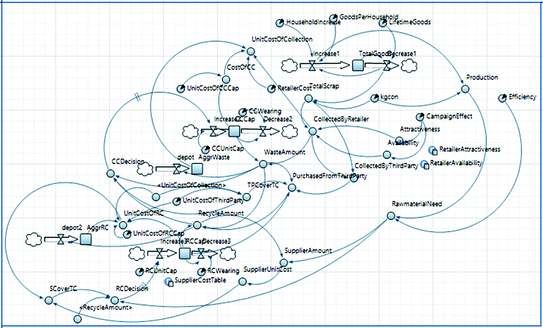 GoodsPerHousehold
HouseholdIncrease
LifetimeGoods
UnitCostOfCollection
Increase1
TotalGoods
Decrease1
CostOfCC
UnitCostOfCCCap
RetailerCost
TotalScrap
Production
kgcon
Efficiency
CCWearing
CampaignEffect
IncreaseCCCap
Decrease2
CollectedByRetailer
Attractiveness
CCUnitCap
Availability
RetailerAttractiveness
WasteAmount
RetailerAvailability
CCDecision
depot
AggrWaste
CollectedByThirdParty
PurchasedFromThirdParty
<UnitCostOfCollection>
TPCoverTC
UnitCostOfThirdParty
UnitCostOfRC
RecycleAmount
RawmaterialNeed
depot2
AggrRC
UnitCostOfRCCap
IncreaseRCCap
Decrease3
SupplierAmount
RCUnitCap
RCWearing
SupplierUnitCost
SupplierCostTable
SCoverTC
RCDecision
<RecycleAmount>